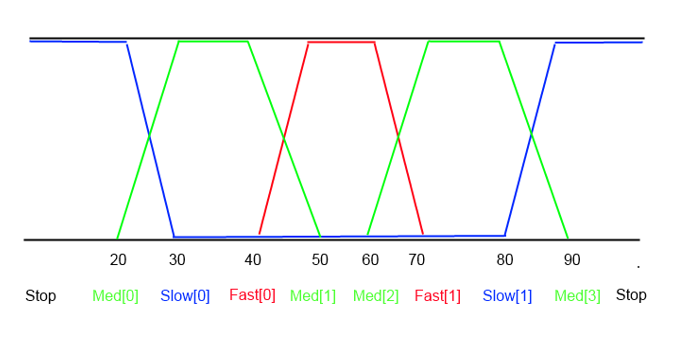 20 30 40 50 60 70 80 90 .
Stop Med[0] Slow[0] Fast[0] Med[1] Med[2] Fast[1] Slow[1] Med[3] Stop